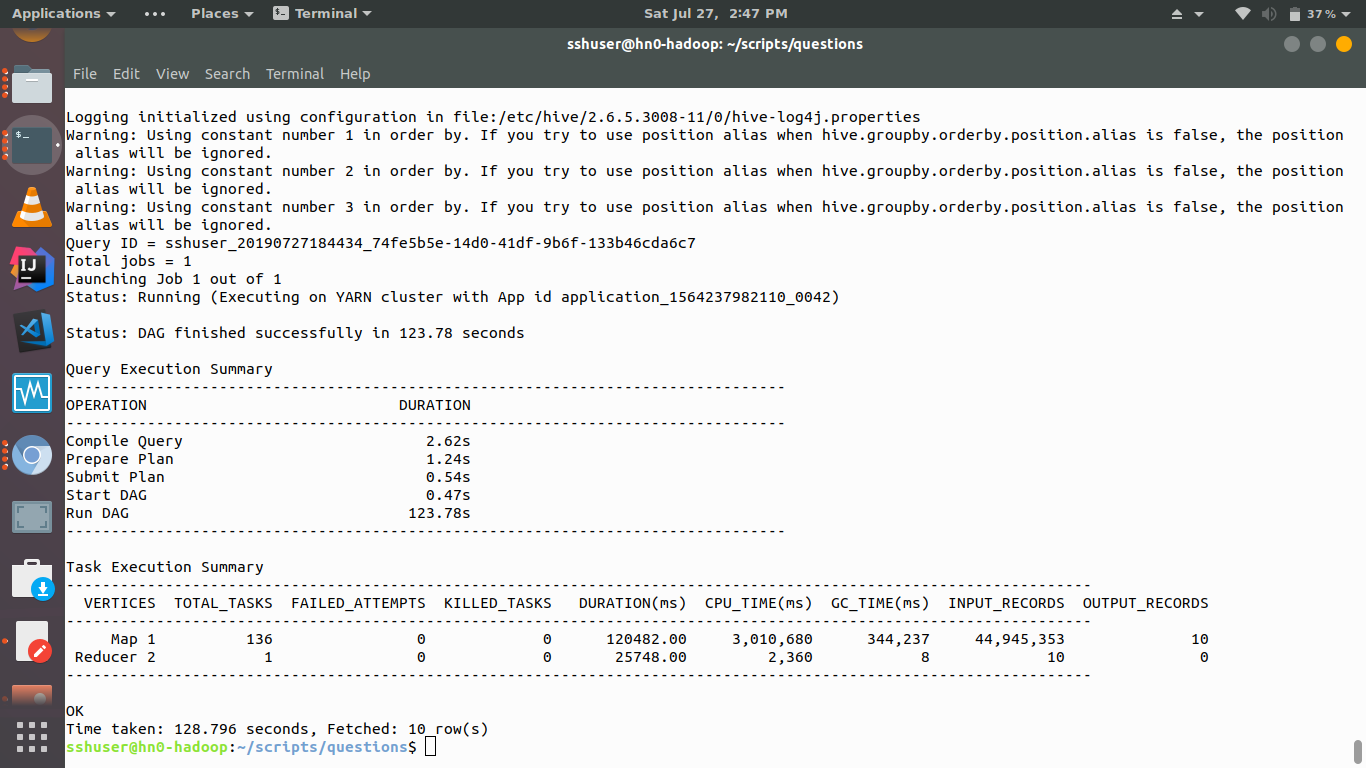 Applications ••• Places Terminal Sat Jul 27, 2:47 PM 37%
sshuser@hn0-hadoop: ~/scripts/questions
File Edit View Search Terminal Help
Logging initialized using configuration in file:/etc/hive/2.6.5.3008-11/0/hive-log4j.properties
Warning: Using constant number 1 in order by. If you try to use position alias when hive.groupby.orderby.position.alias is false, the position
alias will be ignored.
Warning: Using constant number 2 in order by. If you try to use position alias when hive.groupby.orderby.position.alias is false, the position
alias will be ignored.
Warning: Using constant number 3 in order by. If you try to use position alias when hive.groupby.orderby.position.alias is false, the position
alias will be ignored.
Query ID = sshuser_20190727184434_74fe5b5e-14d0-41df-9b6f-133b46cda6c7
Total jobs = 1
Launching Job 1 out of 1
Status: Running (Executing on YARN cluster with App id application_1564237982110_0042)
Status: DAG finished successfully in 123.78 seconds
Query Execution Summary
--------------------------------------------------------------------------------
OPERATION DURATION
--------------------------------------------------------------------------------
Compile Query 2.62s
Prepare Plan 1.24s
Submit Plan 0.54s
Start DAG 0.47s
Run DAG 123.78s
--------------------------------------------------------------------------------
Task Execution Summary
------------------------------------------------------------------------------------------------------------------
VERTICES TOTAL_TASKS FAILED_ATTEMPTS KILLED_TASKS DURATION(ms) CPU_TIME(ms) GC_TIME(ms) INPUT_RECORDS OUTPUT_RECORDS
------------------------------------------------------------------------------------------------------------------
Map 1 136 0 0 120482.00 3,010,680 344,237 44,945,353 10
Reducer 2 1 0 0 25748.00 2,360 8 10 0
------------------------------------------------------------------------------------------------------------------
OK
Time taken: 128.796 seconds, Fetched: 10 row(s)
sshuser@hn0-hadoop:~/scripts/questions$